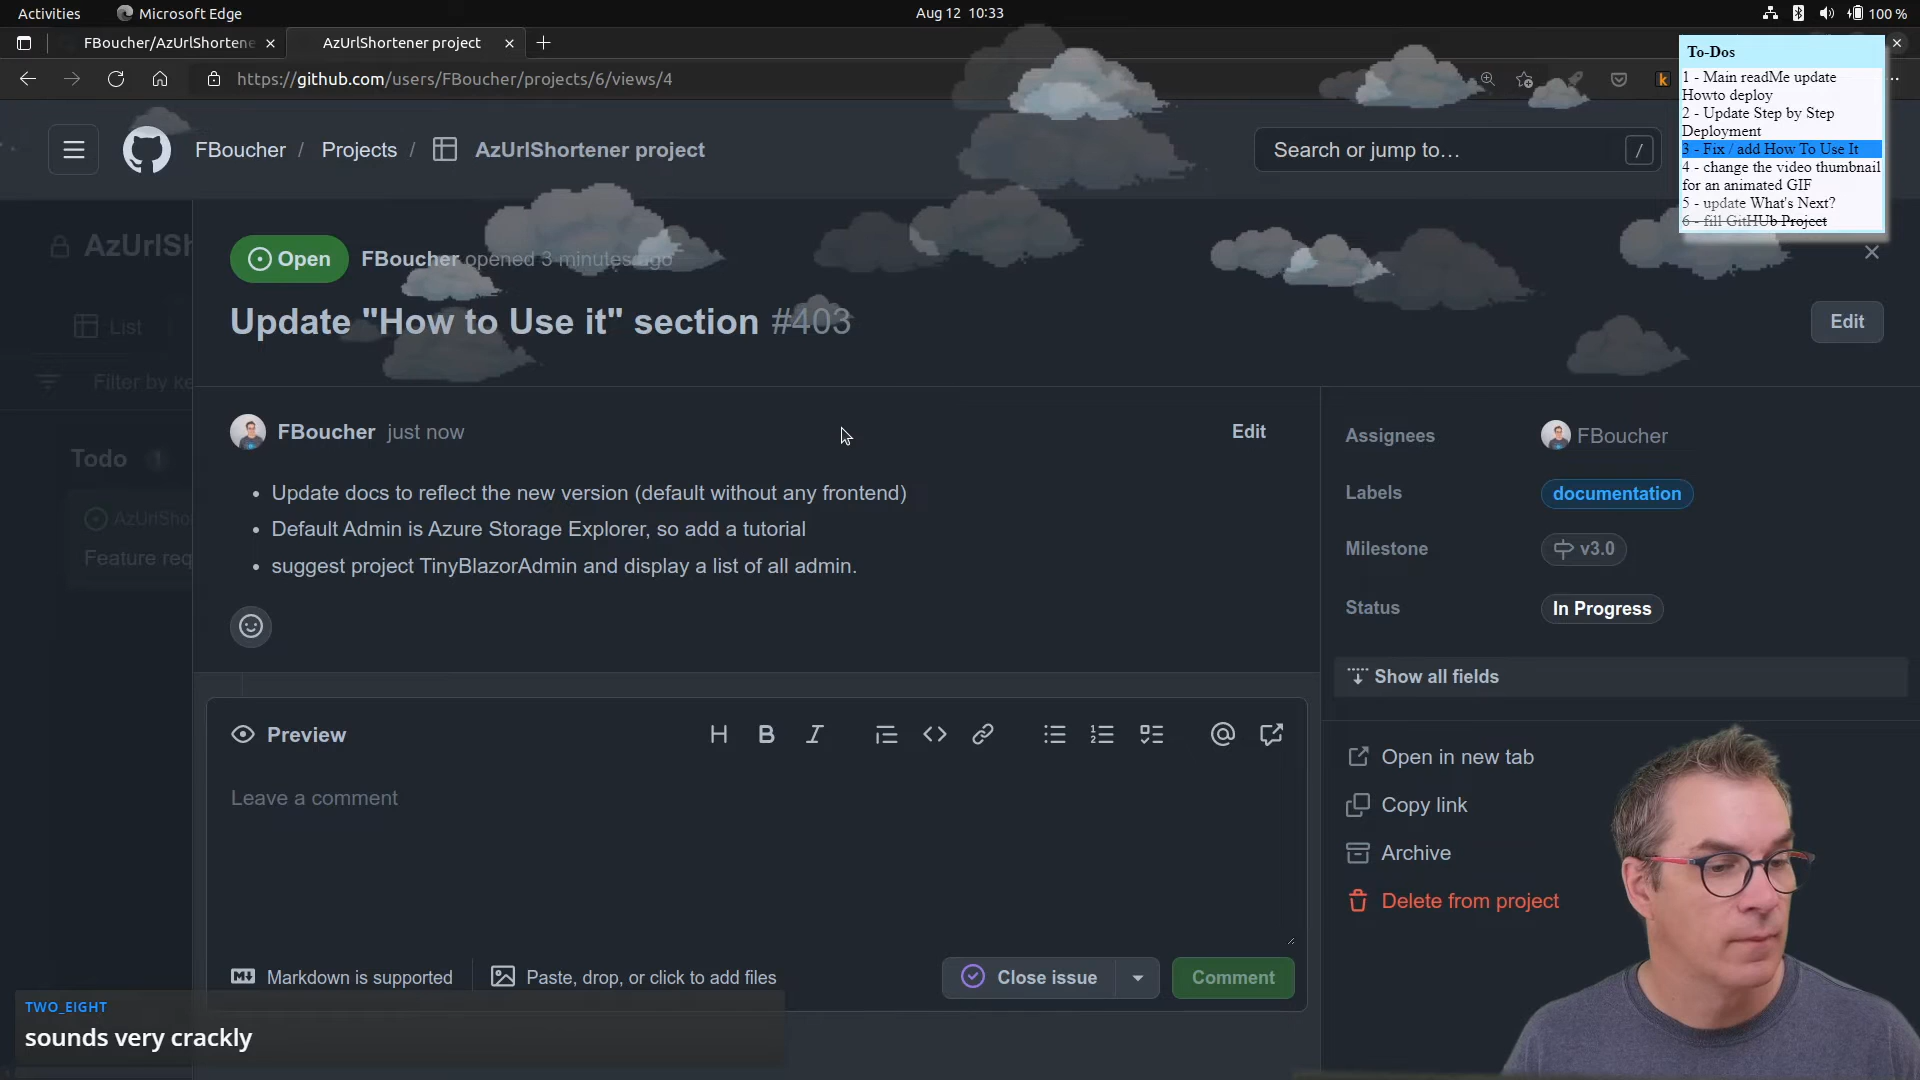 Activities
Microsoft Edge
Aug 12 10:33
100 %
FBoucher/AzUrlShortene
AzUrlShortener project
https://github.com/users/FBoucher/projects/6/views/4
k
To-Dos
1 - Main readMe update
Howto deploy
2 - Update Step by Step
Deployment
3 - Fix / add How To Use It
4 - change the video thumbnail
for an animated GIF
5 - update What's Next?
6 - fill GitHUb Project
FBoucher / Projects / AzUrlShortener project
Search or jump to…
/
AzUrlSh
Open
FBoucher opened 3 minutes ago
Update "How to Use it" section #403
Edit
List
Filter by ke
Todo 1
AzUrlSho
Feature req
FBoucher just now
Edit
• Update docs to reflect the new version (default without any frontend)
• Default Admin is Azure Storage Explorer, so add a tutorial
• suggest project TinyBlazorAdmin and display a list of all admin.
Assignees
FBoucher
Labels
documentation
Milestone
v3.0
Status
In Progress
Show all fields
Preview
Leave a comment
Open in new tab
Copy link
Archive
Delete from project
Markdown is supported
Paste, drop, or click to add files
Close issue
Comment
TWO_EIGHT
sounds very crackly